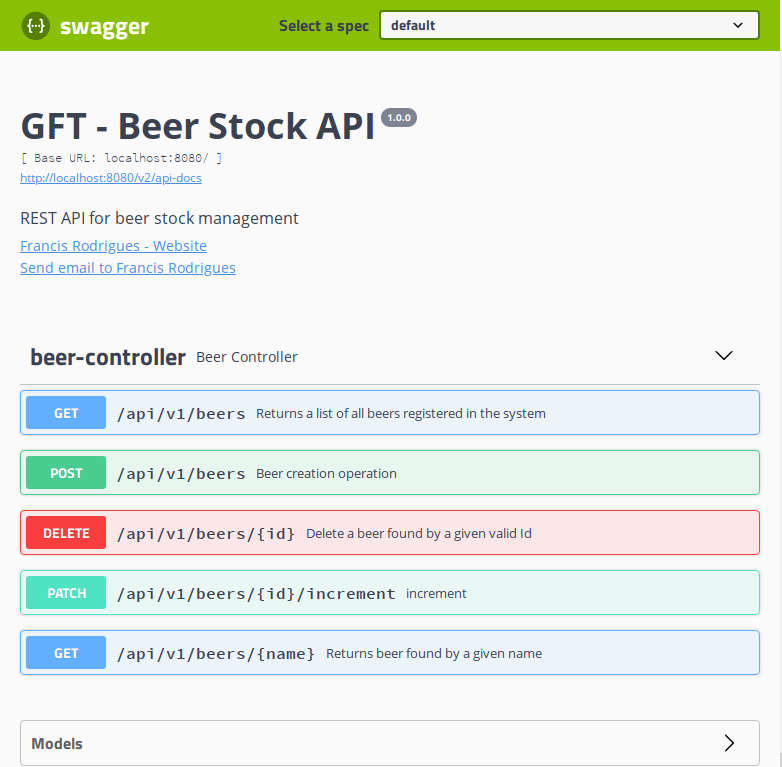 {···} swagger Select a spec default
GFT - Beer Stock API 1.0.0
[ Base URL: localhost:8080/ ]
http://localhost:8080/v2/api-docs
REST API for beer stock management
Francis Rodrigues - Website
Send email to Francis Rodrigues
beer-controller Beer Controller
GET /api/v1/beers Returns a list of all beers registered in the system
POST /api/v1/beers Beer creation operation
DELETE /api/v1/beers/{id} Delete a beer found by a given valid Id
PATCH /api/v1/beers/{id}/increment increment
GET /api/v1/beers/{name} Returns beer found by a given name
Models